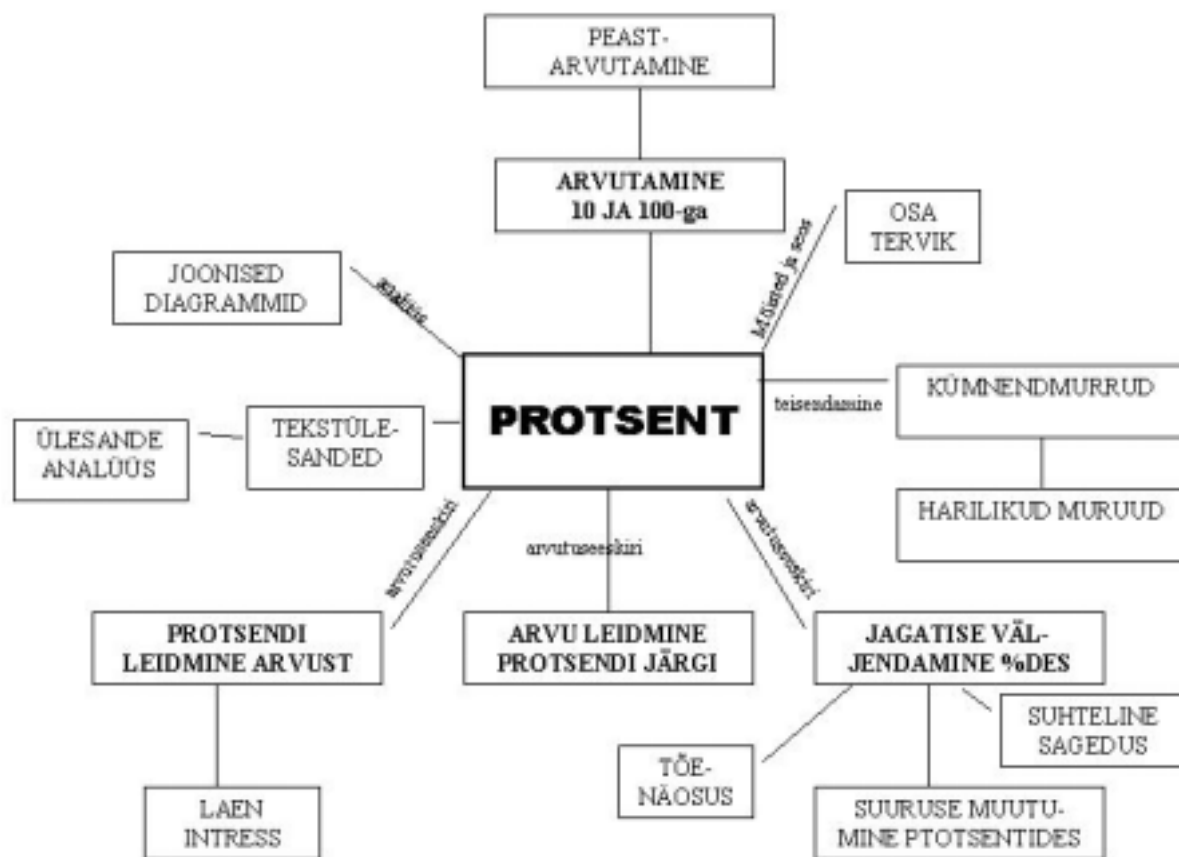 PEAST-
ARVUTAMINE
ARVUTAMINE
10 JA 100-ga
OSA
TERVIK
Mõisted ja seos
JOONISED
DIAGRAMMID
analüüs
PROTSENT
teisendamine
KÜMNENDMURRUD
TEKSTÜLE-
SANDED
ÜLESANDE
ANALÜÜS
HARILIKUD MURUUD
arvutuseeskiri
arvutuseeskiri
arvutuseeskiri
PROTSENDI
LEIDMINE ARVUST
ARVU LEIDMINE
PROTSENDI JÄRGI
JAGATISE VÄL-
JENDAMINE %DES
SUHTELINE
SAGEDUS
TÕE-
NÄOSUS
LAEN
INTRESS
SUURUSE MUUTU-
MINE PTOTSENTIDES